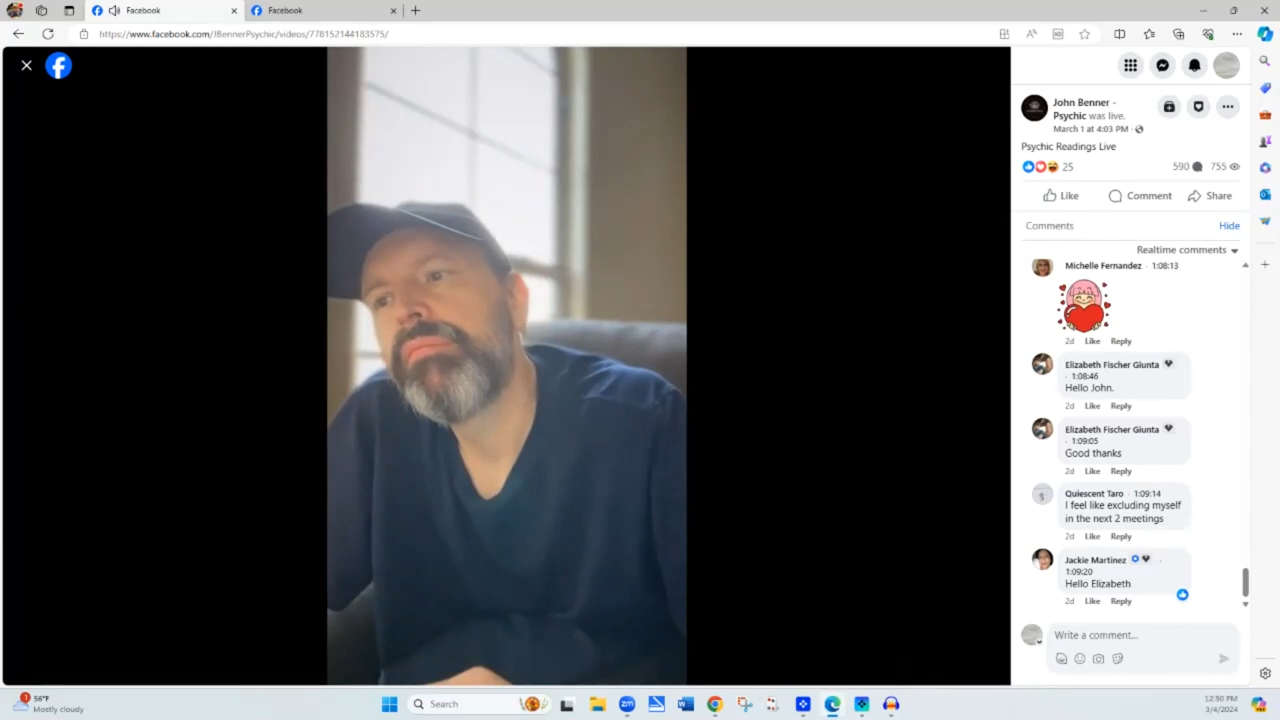 Facebook
Facebook
https://www.facebook.com/JBennerPsychic/videos/778152144183575/
John Benner -
Psychic was live.
March 1 at 4:03 PM ·
Psychic Readings Live
25
590
755
Like
Comment
Share
Comments
Hide
Realtime comments
Michelle Fernandez · 1:08:13
2d Like Reply
Elizabeth Fischer Giunta
· 1:08:46
Hello John.
2d Like Reply
Elizabeth Fischer Giunta
· 1:09:05
Good thanks
2d Like Reply
Quiescent Taro · 1:09:14
I feel like excluding myself
in the next 2 meetings
2d Like Reply
Jackie Martinez ·
1:09:20
Hello Elizabeth
2d Like Reply
Write a comment...
1
56°F
Mostly cloudy
Search
zm
12:50 PM
3/4/2024